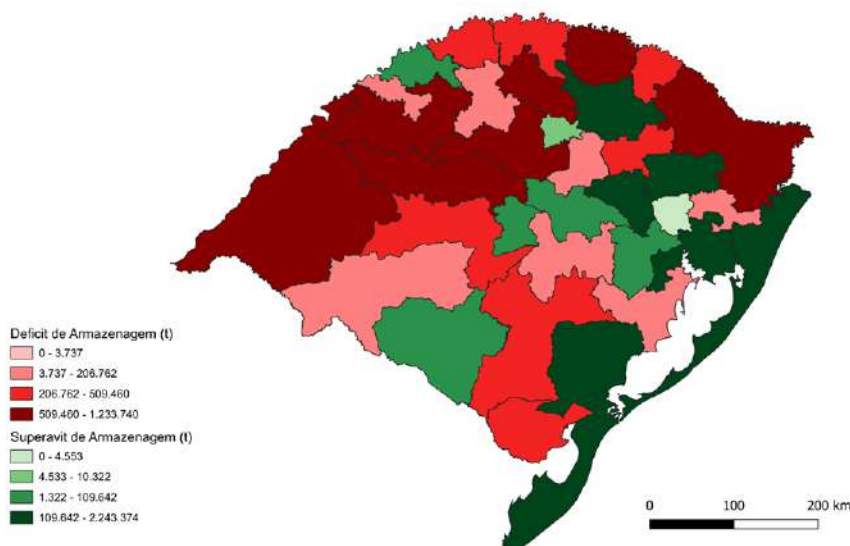 Deficit de Armazenagem (t)
0 - 3.737
3.737 - 206.762
206.762 - 509.460
509.460 - 1.233.740
Superavit de Armazenagem (t)
0 - 4.553
4.533 - 10.322
1.322 - 109.642
109.642 - 2.243.374
0 100 200 km